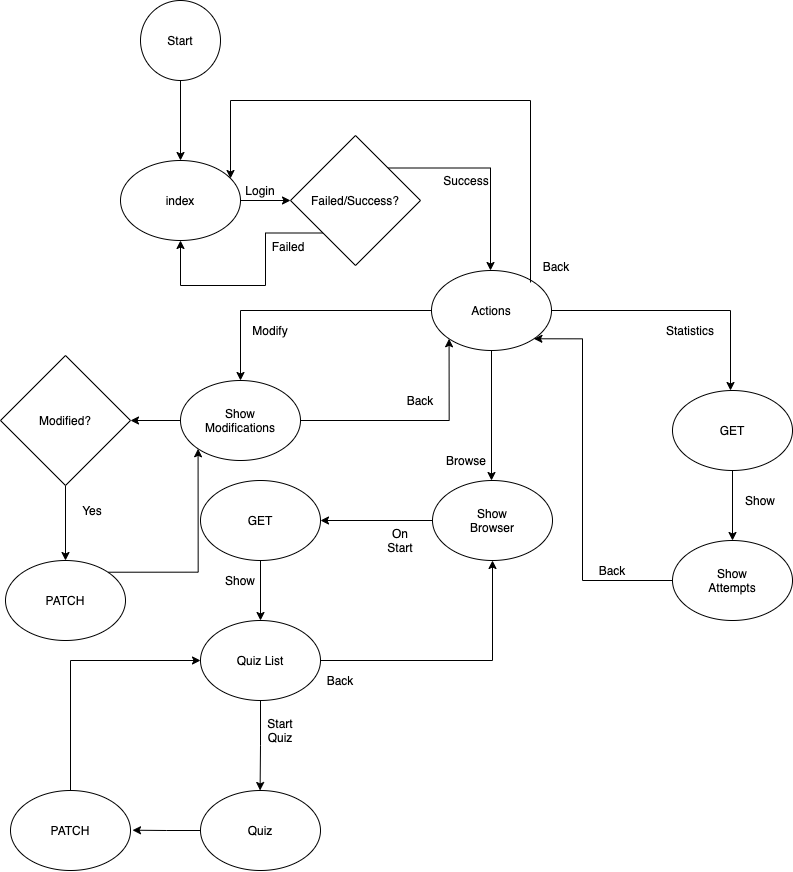 Start
index
Login
Failed/Success?
Success
Failed
Back
Actions
Modify
Statistics
Show
Modifications
Back
Modified?
GET
Browse
Yes
GET
Show
Browser
Show
On
Start
PATCH
Show
Back
Show
Attempts
Quiz List
Back
Start
Quiz
PATCH
Quiz